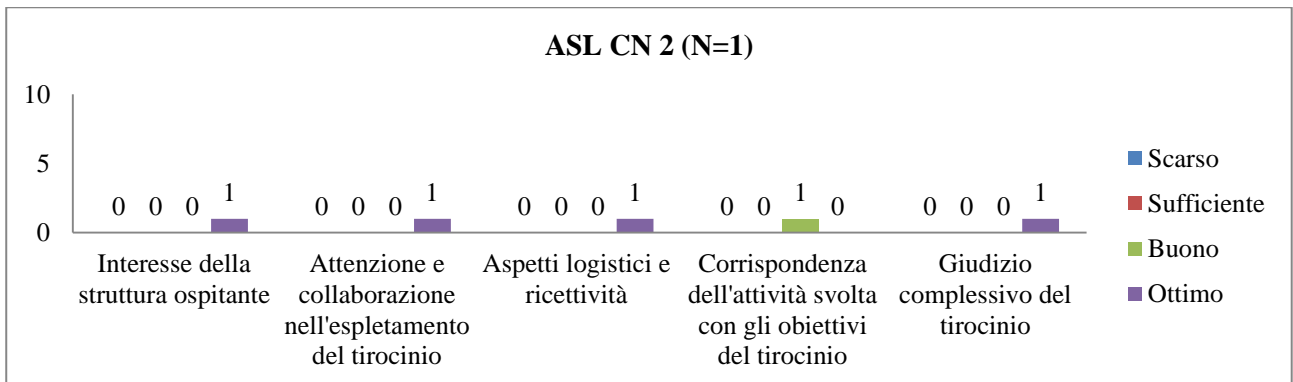 ASL CN 2 (N=1)
10
5
0
0 0 0 1
0 0 0 1
0 0 0 1
0 0 1 0
0 0 0 1
Interesse della
struttura ospitante
Attenzione e
collaborazione
nell'espletamento
del tirocinio
Aspetti logistici e
ricettività
Corrispondenza
dell'attività svolta
con gli obiettivi
del tirocinio
Giudizio
complessivo del
tirocinio
Scarso
Sufficiente
Buono
Ottimo